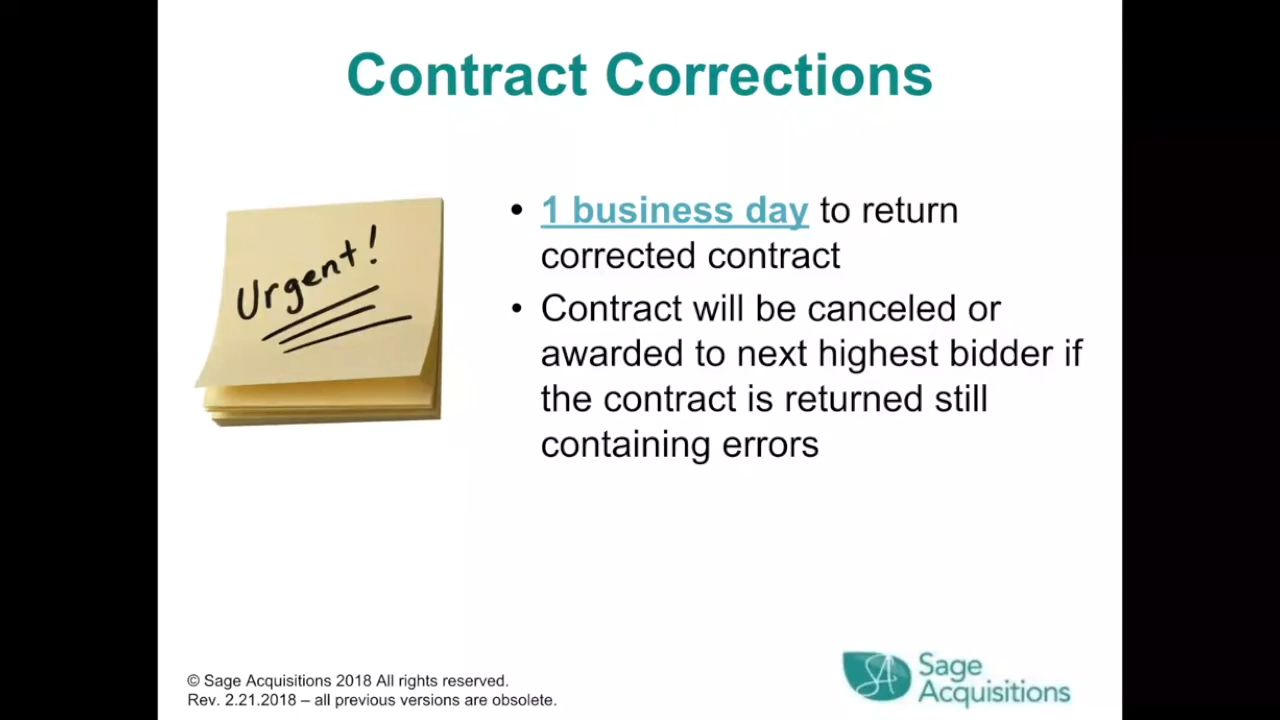 Contract Corrections
Urgent!
• 1 business day to return
corrected contract
• Contract will be canceled or
awarded to next highest bidder if
the contract is returned still
containing errors
© Sage Acquisitions 2018 All rights reserved.
Rev. 2.21.2018 – all previous versions are obsolete.
SA
Sage
Acquisitions